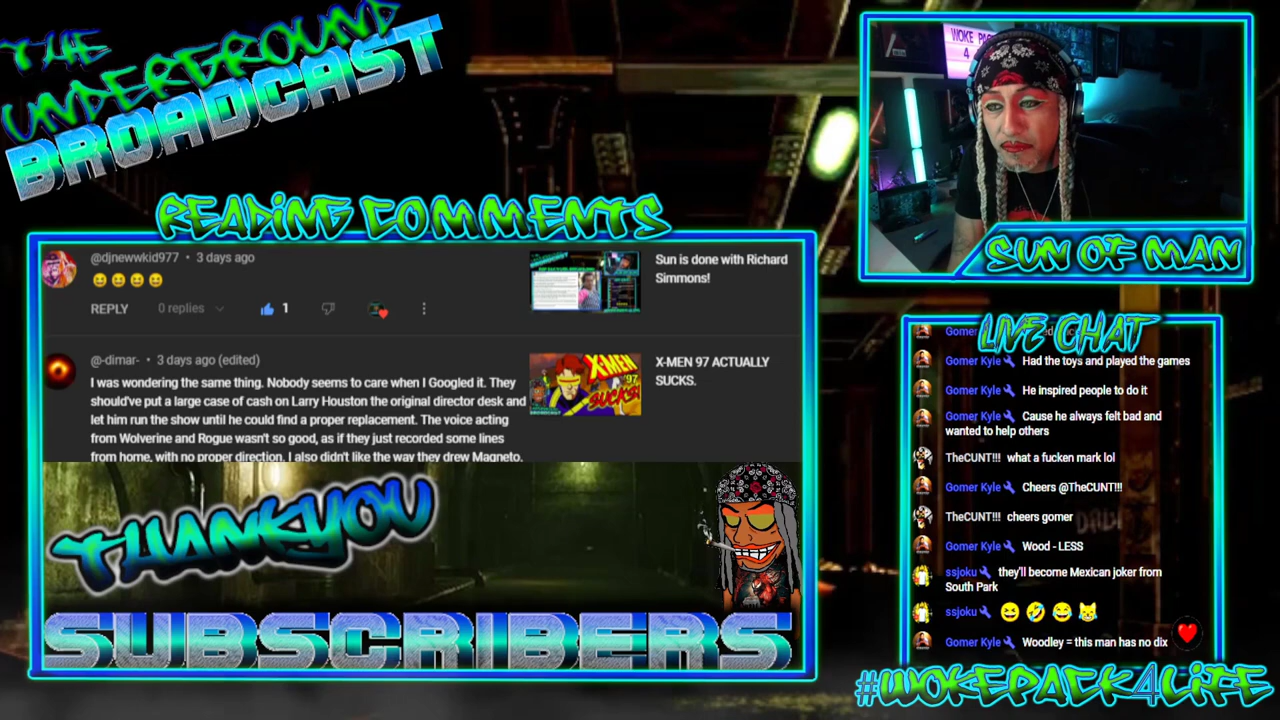 THE
UNDERGROUND
BROADCAST
READING COMMENTS
@djnewwkid977 • 3 days ago
REPLY 0 replies 1
Sun is done with Richard
Simmons!
@-dimar- • 3 days ago (edited)
I was wondering the same thing. Nobody seems to care when I Googled it. They
should've put a large case of cash on Larry Houston the original director desk and
let him run the show until he could find a proper replacement. The voice acting
from Wolverine and Rogue wasn't so good, as if they just recorded some lines
from home, with no proper direction. I also didn't like the way they drew Magneto.
X-MEN
'97
SUCKS!
X-MEN 97 ACTUALLY
SUCKS.
THANKYOU
SUBSCRIBERS
WOKE PA
4
SUN OF MAN
LIVE CHAT
Gomer Kyle
Gomer Kyle Had the toys and played the games
Gomer Kyle He inspired people to do it
Gomer Kyle Cause he always felt bad and
wanted to help others
TheCUNT!!! what a fucken mark lol
Gomer Kyle Cheers @TheCUNT!!!
TheCUNT!!! cheers gomer
Gomer Kyle Wood - LESS
ssjoku they'll become Mexican joker from
South Park
ssjoku 😆 🤣 😂 😹
Gomer Kyle Woodley = this man has no dix
#WOKEPACK4LIFE